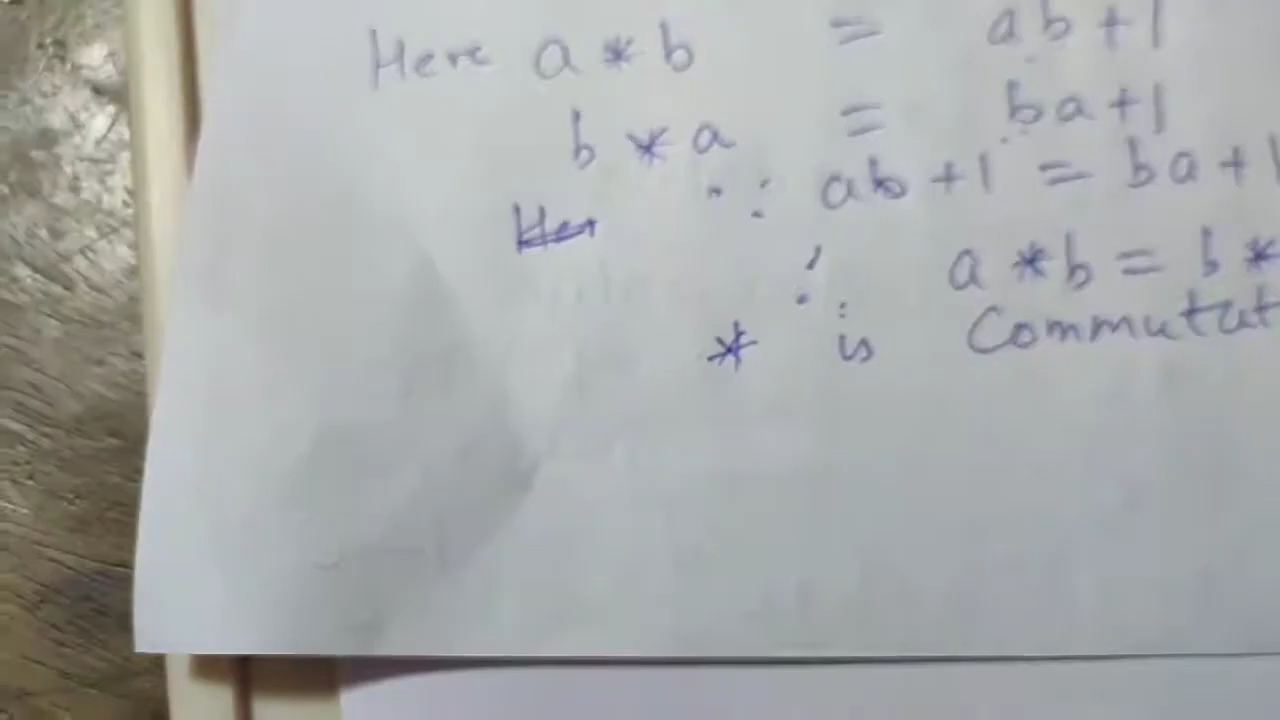 Here a * b = ab + 1
b * a = ba + 1
∵ ab + 1 = ba + 1
∴ a * b = b *
* is Commutat